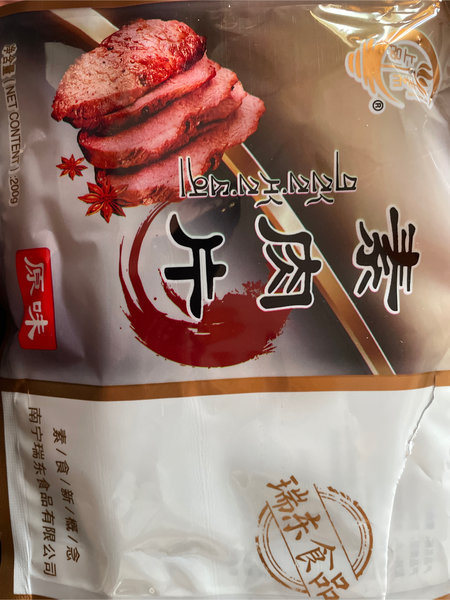 素肉片
原味
净含量(NET CONTENT):200g
瑞东食品
素/食/新/概/念
南宁瑞东食品有限公司
®